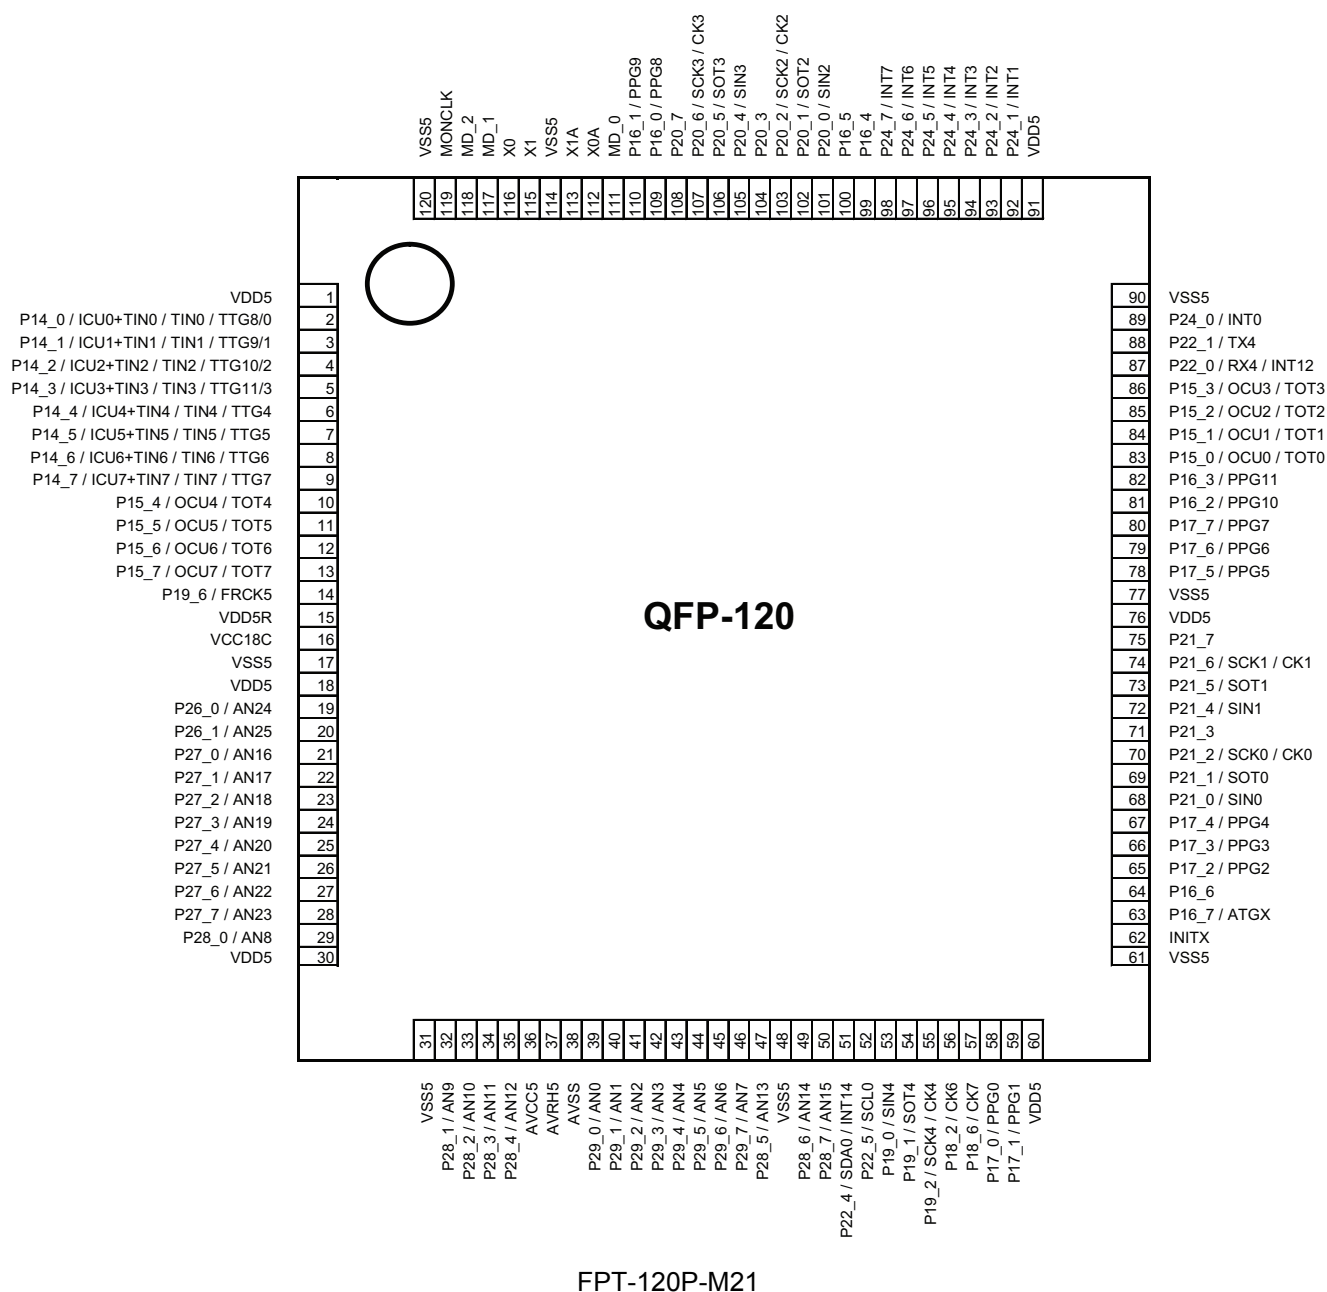 VSS5
MONCLK
MD_2
MD_1
X0
X1
VSS5
X1A
X0A
MD_0
P16_1 / PPG9
P16_0 / PPG8
P20_7
P20_6 / SCK3 / CK3
P20_5 / SOT3
P20_4 / SIN3
P20_3
P20_2 / SCK2 / CK2
P20_1 / SOT2
P20_0 / SIN2
P16_5
P16_4
P24_7 / INT7
P24_6 / INT6
P24_5 / INT5
P24_4 / INT4
P24_3 / INT3
P24_2 / INT2
P24_1 / INT1
VDD5
120
119
118
117
116
115
114
113
112
111
110
109
108
107
106
105
104
103
102
101
100
99
98
97
96
95
94
93
92
91
VDD5 1
P14_0 / ICU0+TIN0 / TIN0 / TTG8/0 2
P14_1 / ICU1+TIN1 / TIN1 / TTG9/1 3
P14_2 / ICU2+TIN2 / TIN2 / TTG10/2 4
P14_3 / ICU3+TIN3 / TIN3 / TTG11/3 5
P14_4 / ICU4+TIN4 / TIN4 / TTG4 6
P14_5 / ICU5+TIN5 / TIN5 / TTG5 7
P14_6 / ICU6+TIN6 / TIN6 / TTG6 8
P14_7 / ICU7+TIN7 / TIN7 / TTG7 9
P15_4 / OCU4 / TOT4 10
P15_5 / OCU5 / TOT5 11
P15_6 / OCU6 / TOT6 12
P15_7 / OCU7 / TOT7 13
P19_6 / FRCK5 14
VDD5R 15
VCC18C 16
VSS5 17
VDD5 18
P26_0 / AN24 19
P26_1 / AN25 20
P27_0 / AN16 21
P27_1 / AN17 22
P27_2 / AN18 23
P27_3 / AN19 24
P27_4 / AN20 25
P27_5 / AN21 26
P27_6 / AN22 27
P27_7 / AN23 28
P28_0 / AN8 29
VDD5 30
QFP-120
90 VSS5
89 P24_0 / INT0
88 P22_1 / TX4
87 P22_0 / RX4 / INT12
86 P15_3 / OCU3 / TOT3
85 P15_2 / OCU2 / TOT2
84 P15_1 / OCU1 / TOT1
83 P15_0 / OCU0 / TOT0
82 P16_3 / PPG11
81 P16_2 / PPG10
80 P17_7 / PPG7
79 P17_6 / PPG6
78 P17_5 / PPG5
77 VSS5
76 VDD5
75 P21_7
74 P21_6 / SCK1 / CK1
73 P21_5 / SOT1
72 P21_4 / SIN1
71 P21_3
70 P21_2 / SCK0 / CK0
69 P21_1 / SOT0
68 P21_0 / SIN0
67 P17_4 / PPG4
66 P17_3 / PPG3
65 P17_2 / PPG2
64 P16_6
63 P16_7 / ATGX
62 INITX
61 VSS5
31
32
33
34
35
36
37
38
39
40
41
42
43
44
45
46
47
48
49
50
51
52
53
54
55
56
57
58
59
60
VSS5
P28_1 / AN9
P28_2 / AN10
P28_3 / AN11
P28_4 / AN12
AVCC5
AVRH5
AVSS
P29_0 / AN0
P29_1 / AN1
P29_2 / AN2
P29_3 / AN3
P29_4 / AN4
P29_5 / AN5
P29_6 / AN6
P29_7 / AN7
P28_5 / AN13
VSS5
P28_6 / AN14
P28_7 / AN15
P22_4 / SDA0 / INT14
P22_5 / SCL0
P19_0 / SIN4
P19_1 / SOT4
P19_2 / SCK4 / CK4
P18_2 / CK6
P18_6 / CK7
P17_0 / PPG0
P17_1 / PPG1
VDD5
FPT-120P-M21